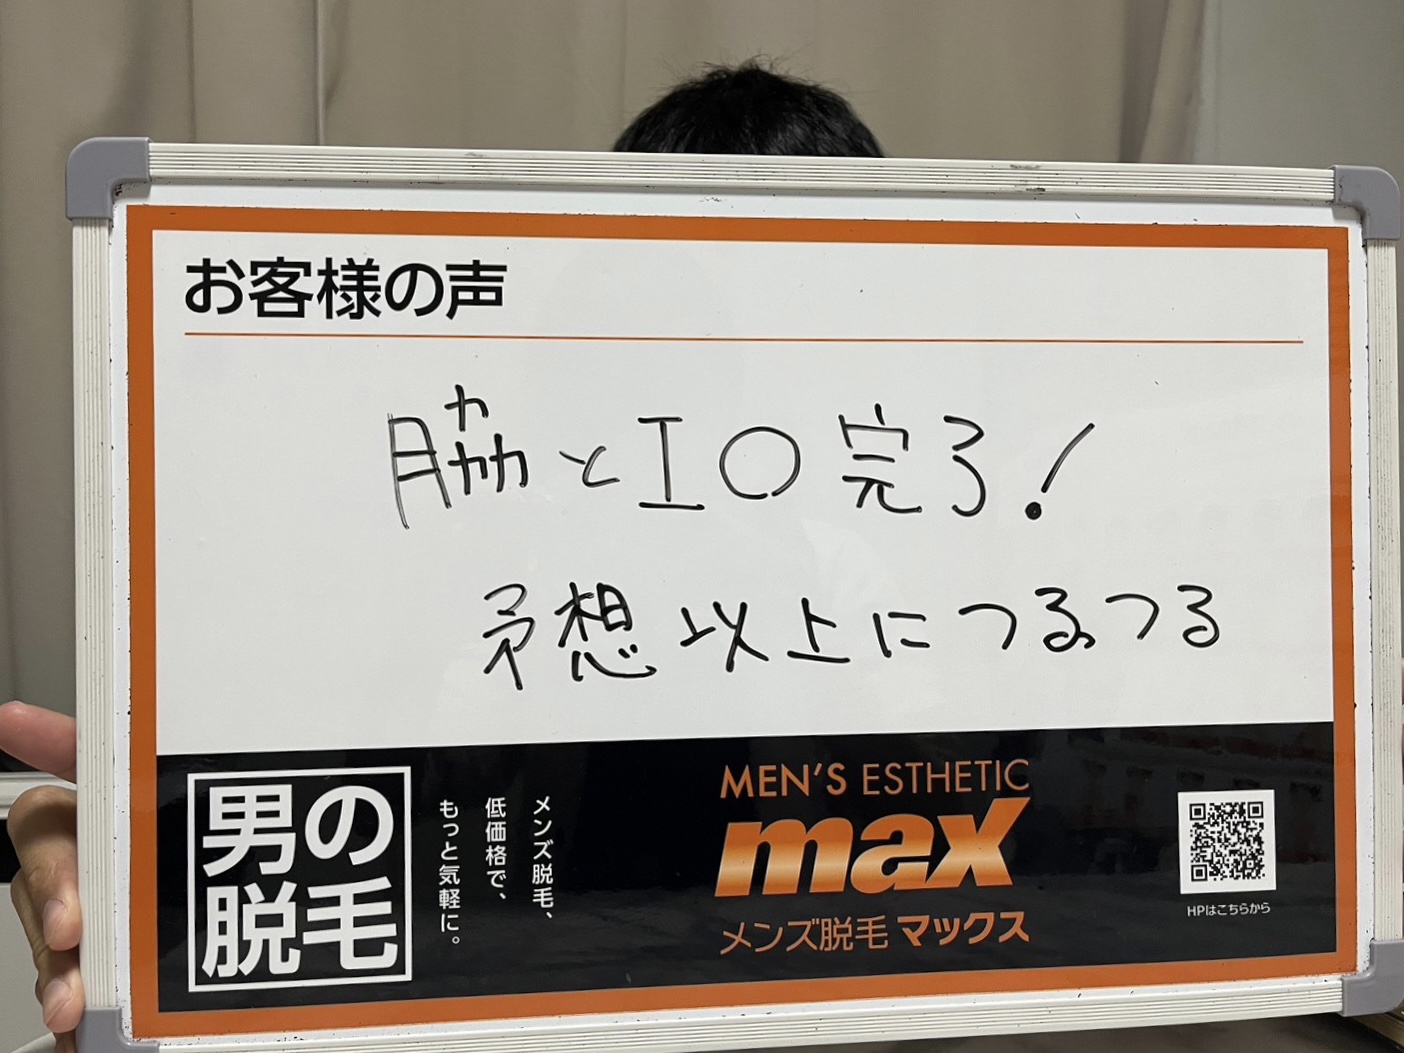 お客様の声
脇とIO完了!
予想以上につるつる
男の
脱毛
メンズ脱毛、
低価格で、
もっと気軽に。
MEN'S ESTHETIC
max
メンズ脱毛 マックス
HPはこちらから